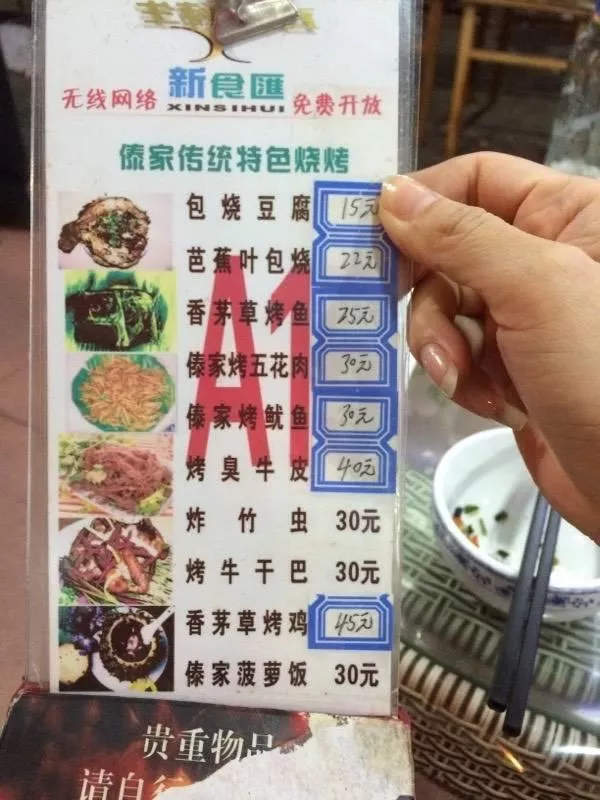 新食匯
无线网络 XINSIHUI 免费开放
傣家传统特色烧烤
包烧豆腐 15元
芭蕉叶包烧 22元
香茅草烤鱼 25元
傣家烤五花肉 30元
傣家烤鱿鱼 30元
烤臭牛皮 40元
炸竹虫 30元
烤牛干巴 30元
香茅草烤鸡 45元
傣家菠萝饭 30元
A1
贵重物品
请自行